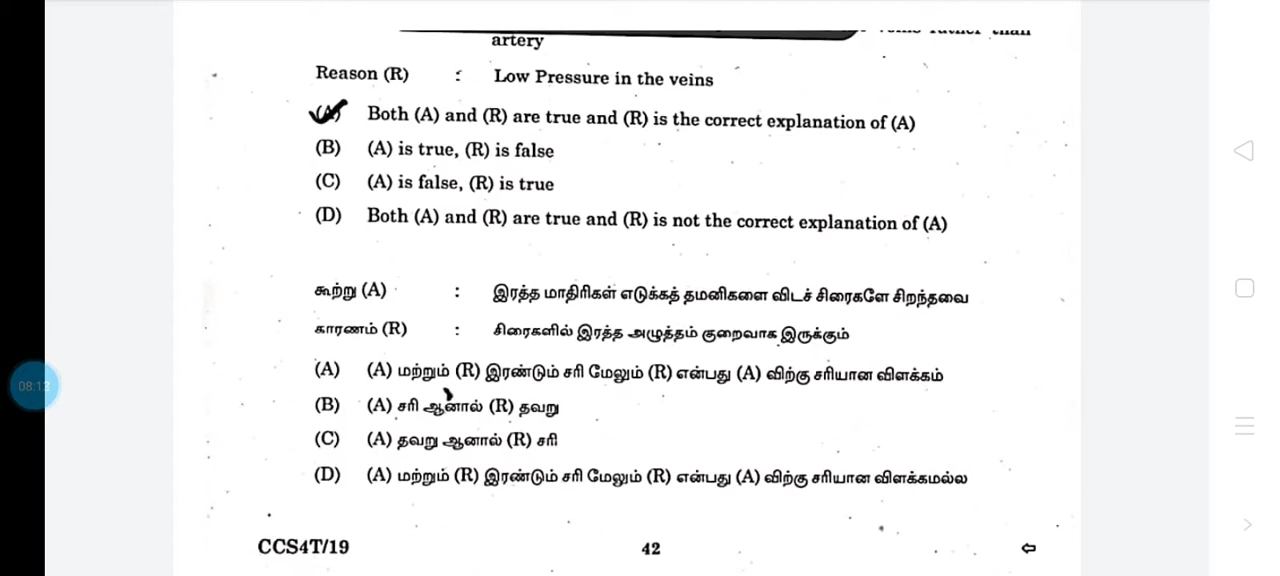 veins rather than
artery
Reason (R) : Low Pressure in the veins
(A) Both (A) and (R) are true and (R) is the correct explanation of (A)
(B) (A) is true, (R) is false
(C) (A) is false, (R) is true
(D) Both (A) and (R) are true and (R) is not the correct explanation of (A)
கூற்று (A) : இரத்த மாதிரிகள் எடுக்கத் தமனிகளை விடச் சிரைகளே சிறந்தவை
காரணம் (R) : சிரைகளில் இரத்த அழுத்தம் குறைவாக இருக்கும்
(A) (A) மற்றும் (R) இரண்டும் சரி மேலும் (R) என்பது (A) விற்கு சரியான விளக்கம்
(B) (A) சரி ஆனால் (R) தவறு
(C) (A) தவறு ஆனால் (R) சரி
(D) (A) மற்றும் (R) இரண்டும் சரி மேலும் (R) என்பது (A) விற்கு சரியான விளக்கமல்ல
08:13
CCS4T/19 42 ⇦